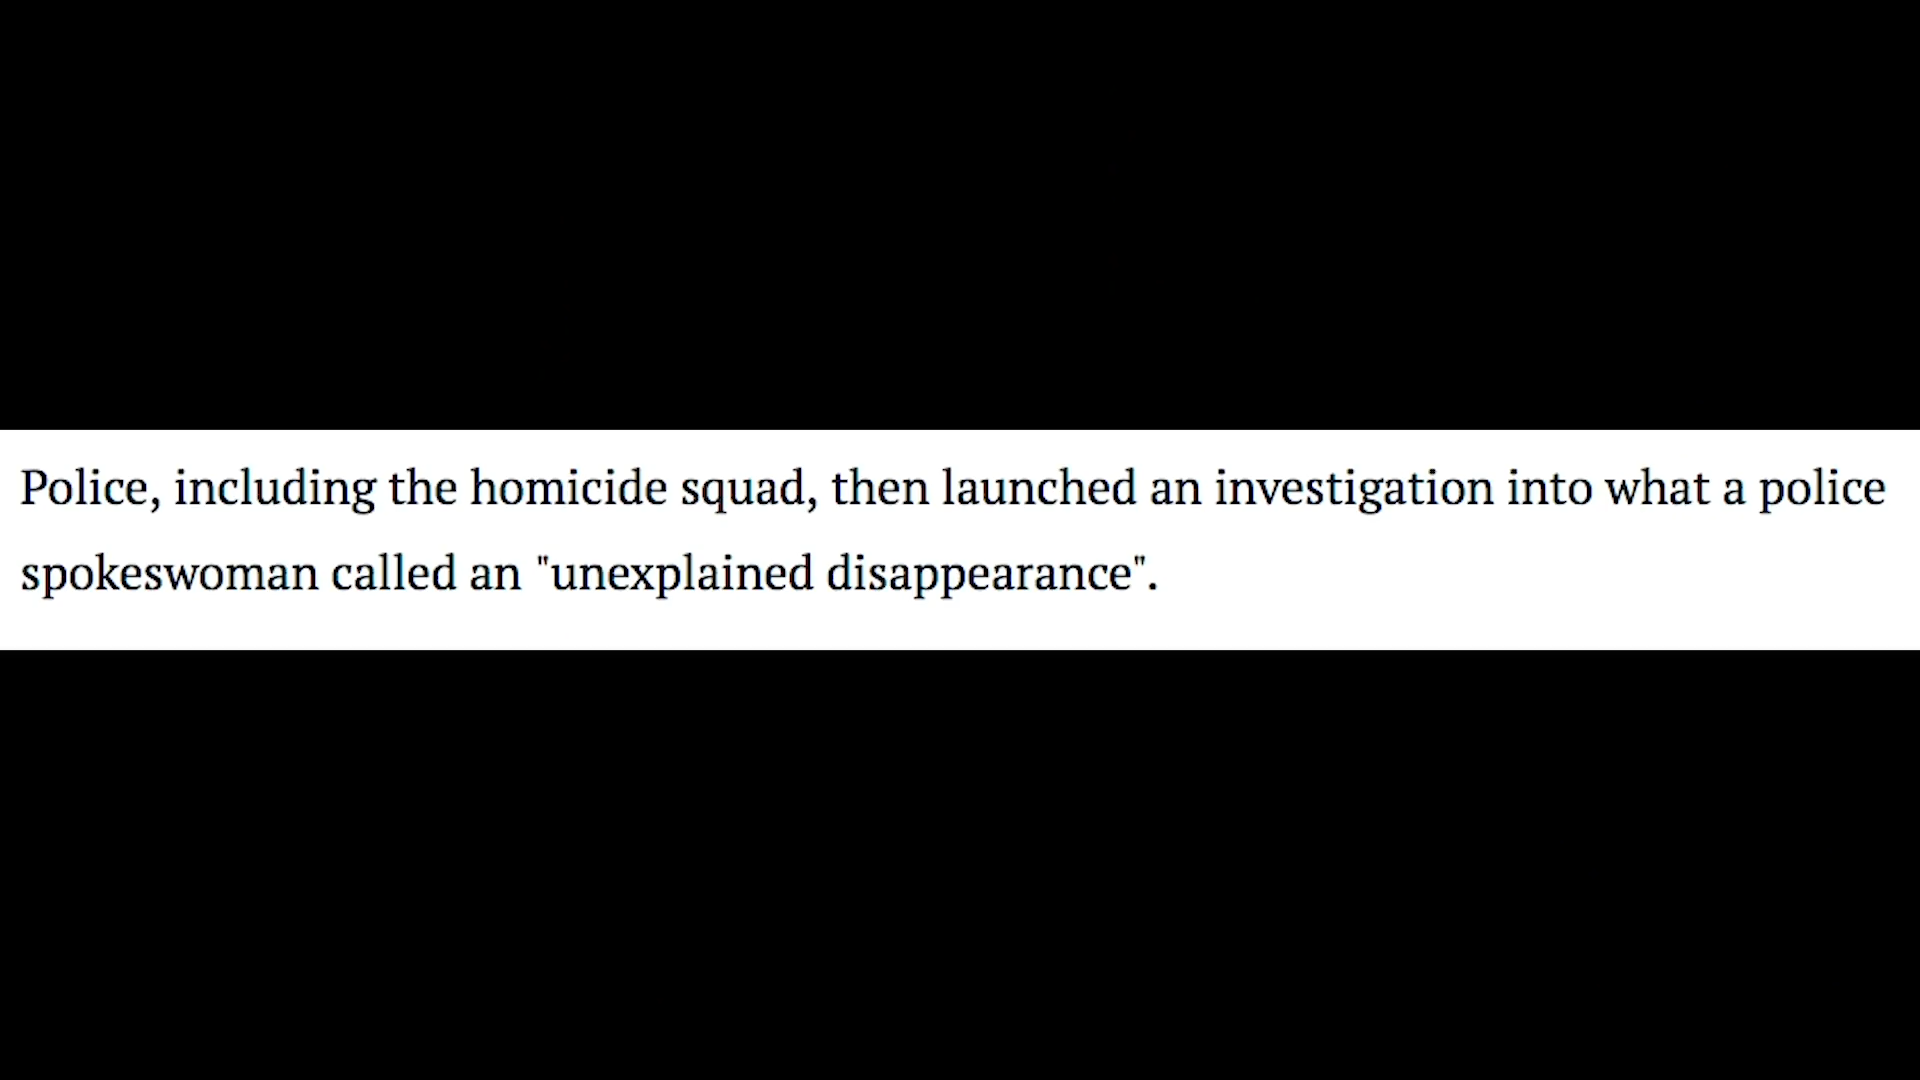 Police, including the homicide squad, then launched an investigation into what a police
spokeswoman called an "unexplained disappearance".